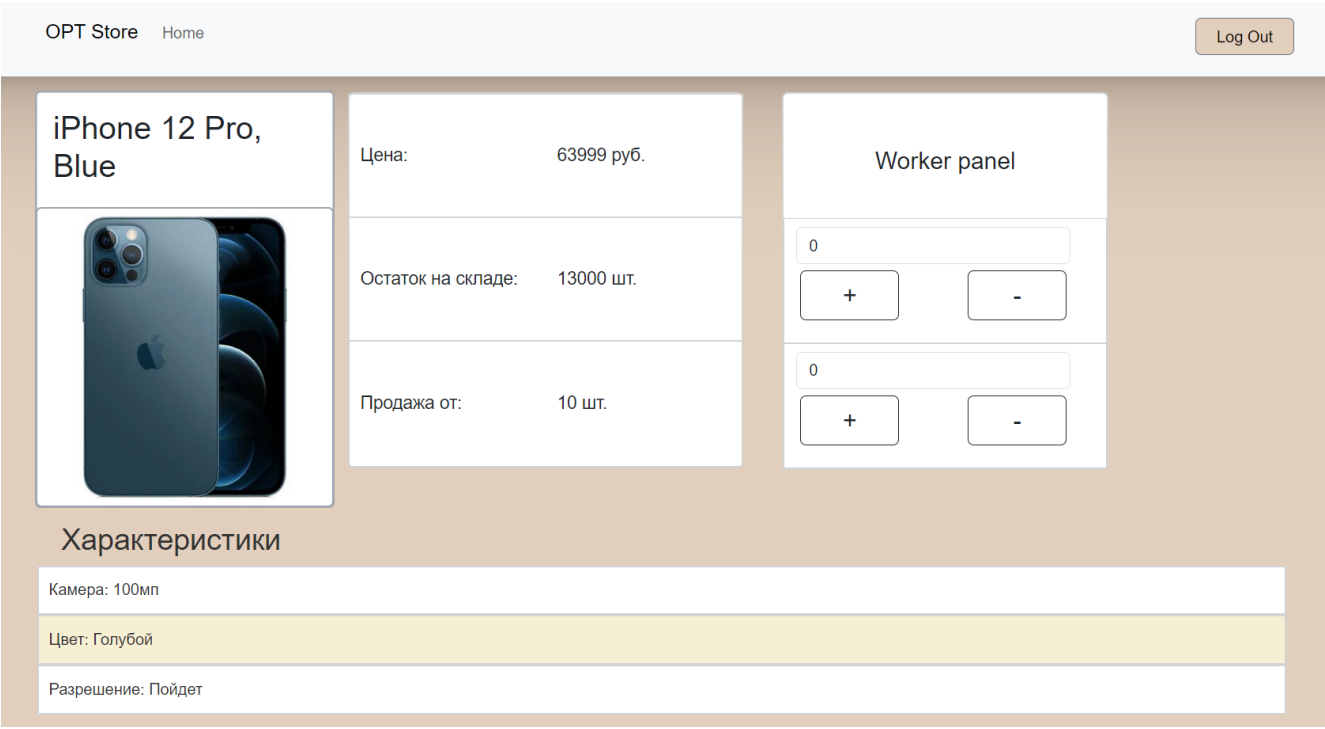 OPT Store Home Log Out
iPhone 12 Pro,
Blue
Цена: 63999 руб.
Остаток на складе: 13000 шт.
Продажа от: 10 шт.
Worker panel
0
+ -
0
+ -
Характеристики
Камера: 100мп
Цвет: Голубой
Разрешение: Пойдет